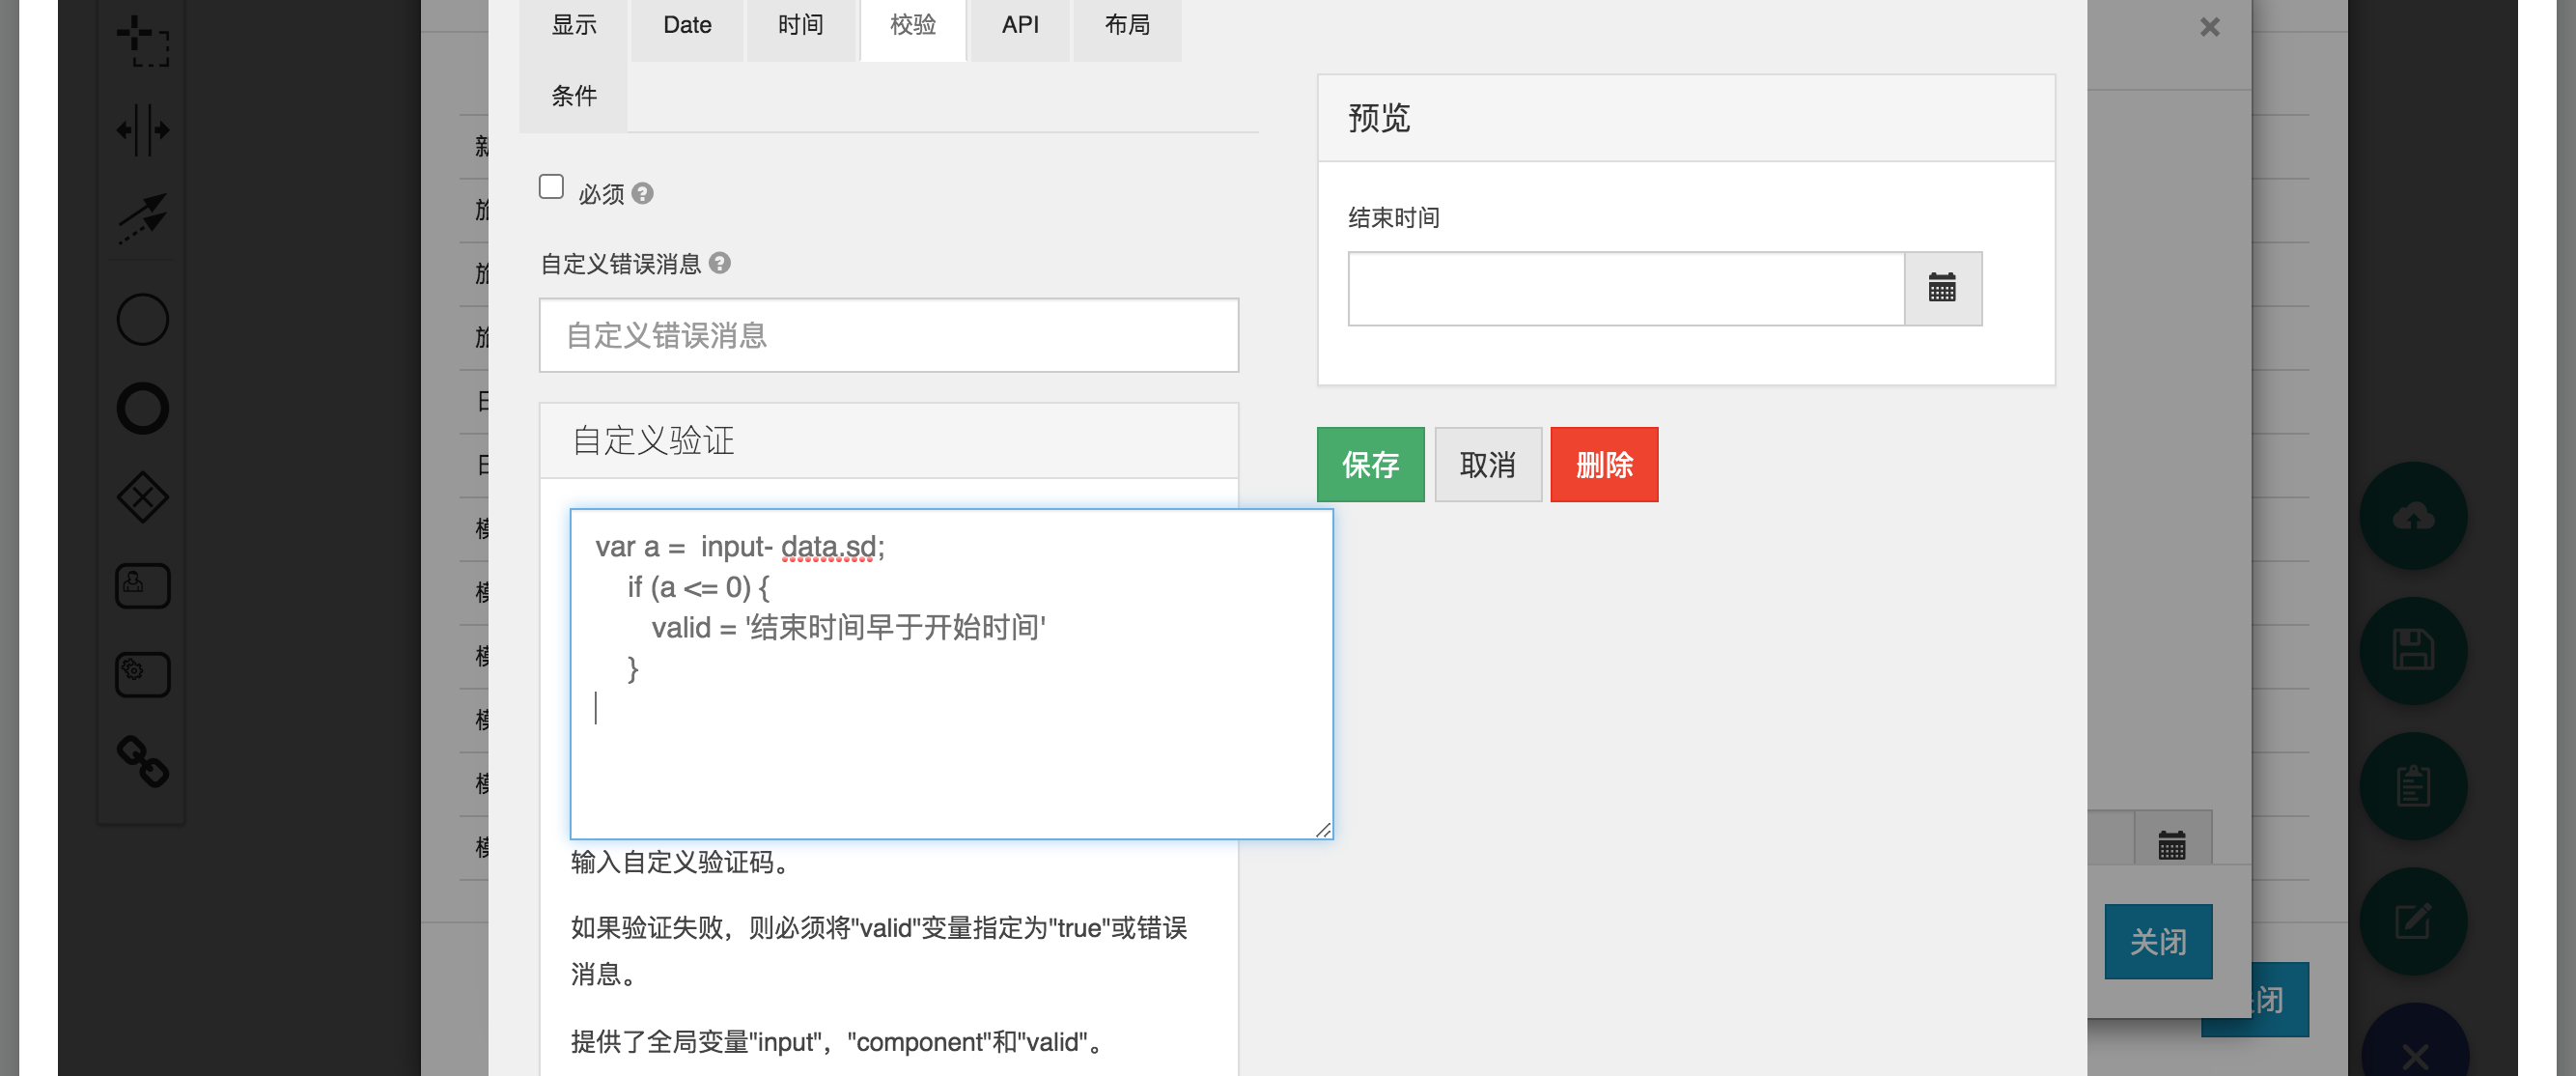 显示
Date
时间
校验
API
布局
条件
必须
自定义错误消息
自定义错误消息
自定义验证
var a =  input- data.sd;
if (a <= 0) {
valid = '结束时间早于开始时间'
}
输入自定义验证码。
如果验证失败，则必须将"valid"变量指定为"true"或错误
消息。
提供了全局变量"input"，"component"和"valid"。
预览
结束时间
保存
取消
删除
关闭
闭